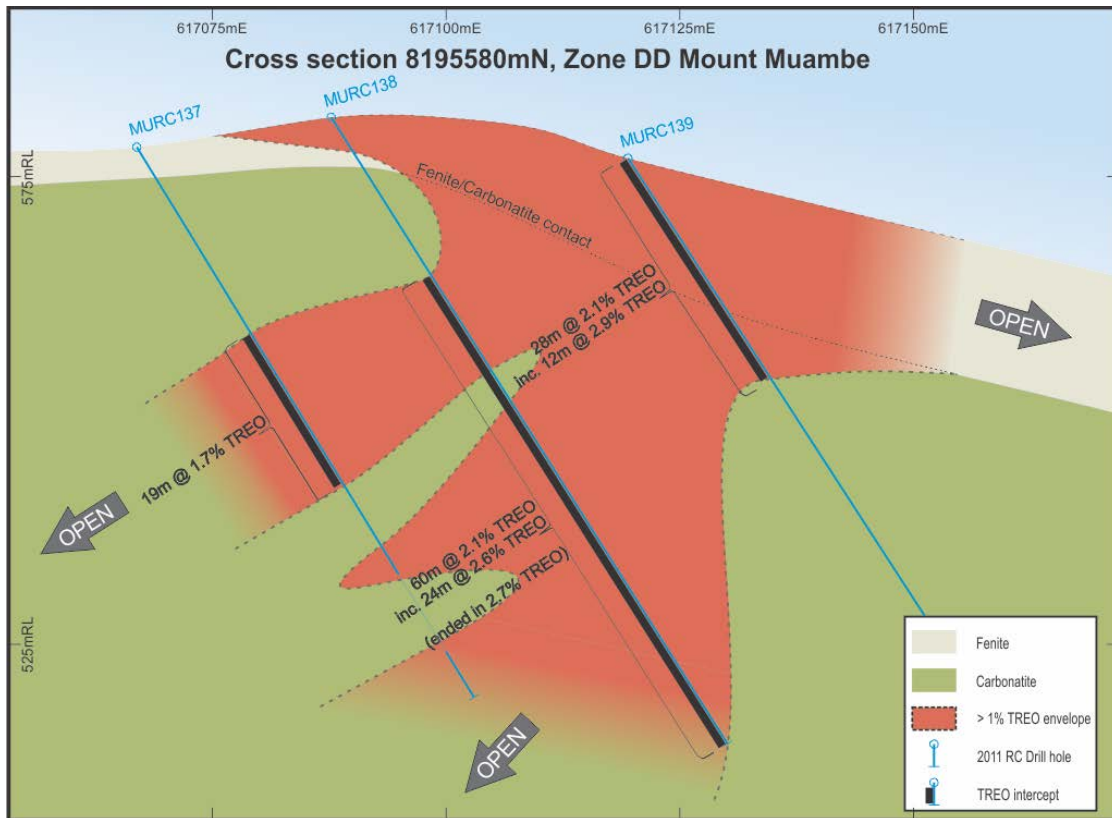 617075mE
617100mE
617125mE
617150mE
Cross section 8195580mN, Zone DD Mount Muambe
MURC137
MURC138
MURC139
575mRL
Fenite/Carbonatite contact
28m @ 2.1% TREO
inc. 12m @ 2.9% TREO
OPEN
19m @ 1.7% TREO
OPEN
60m @ 2.1% TREO
inc. 24m @ 2.6% TREO
(ended in 2.7% TREO)
525mRL
OPEN
Fenite
Carbonatite
> 1% TREO envelope
2011 RC Drill hole
TREO intercept